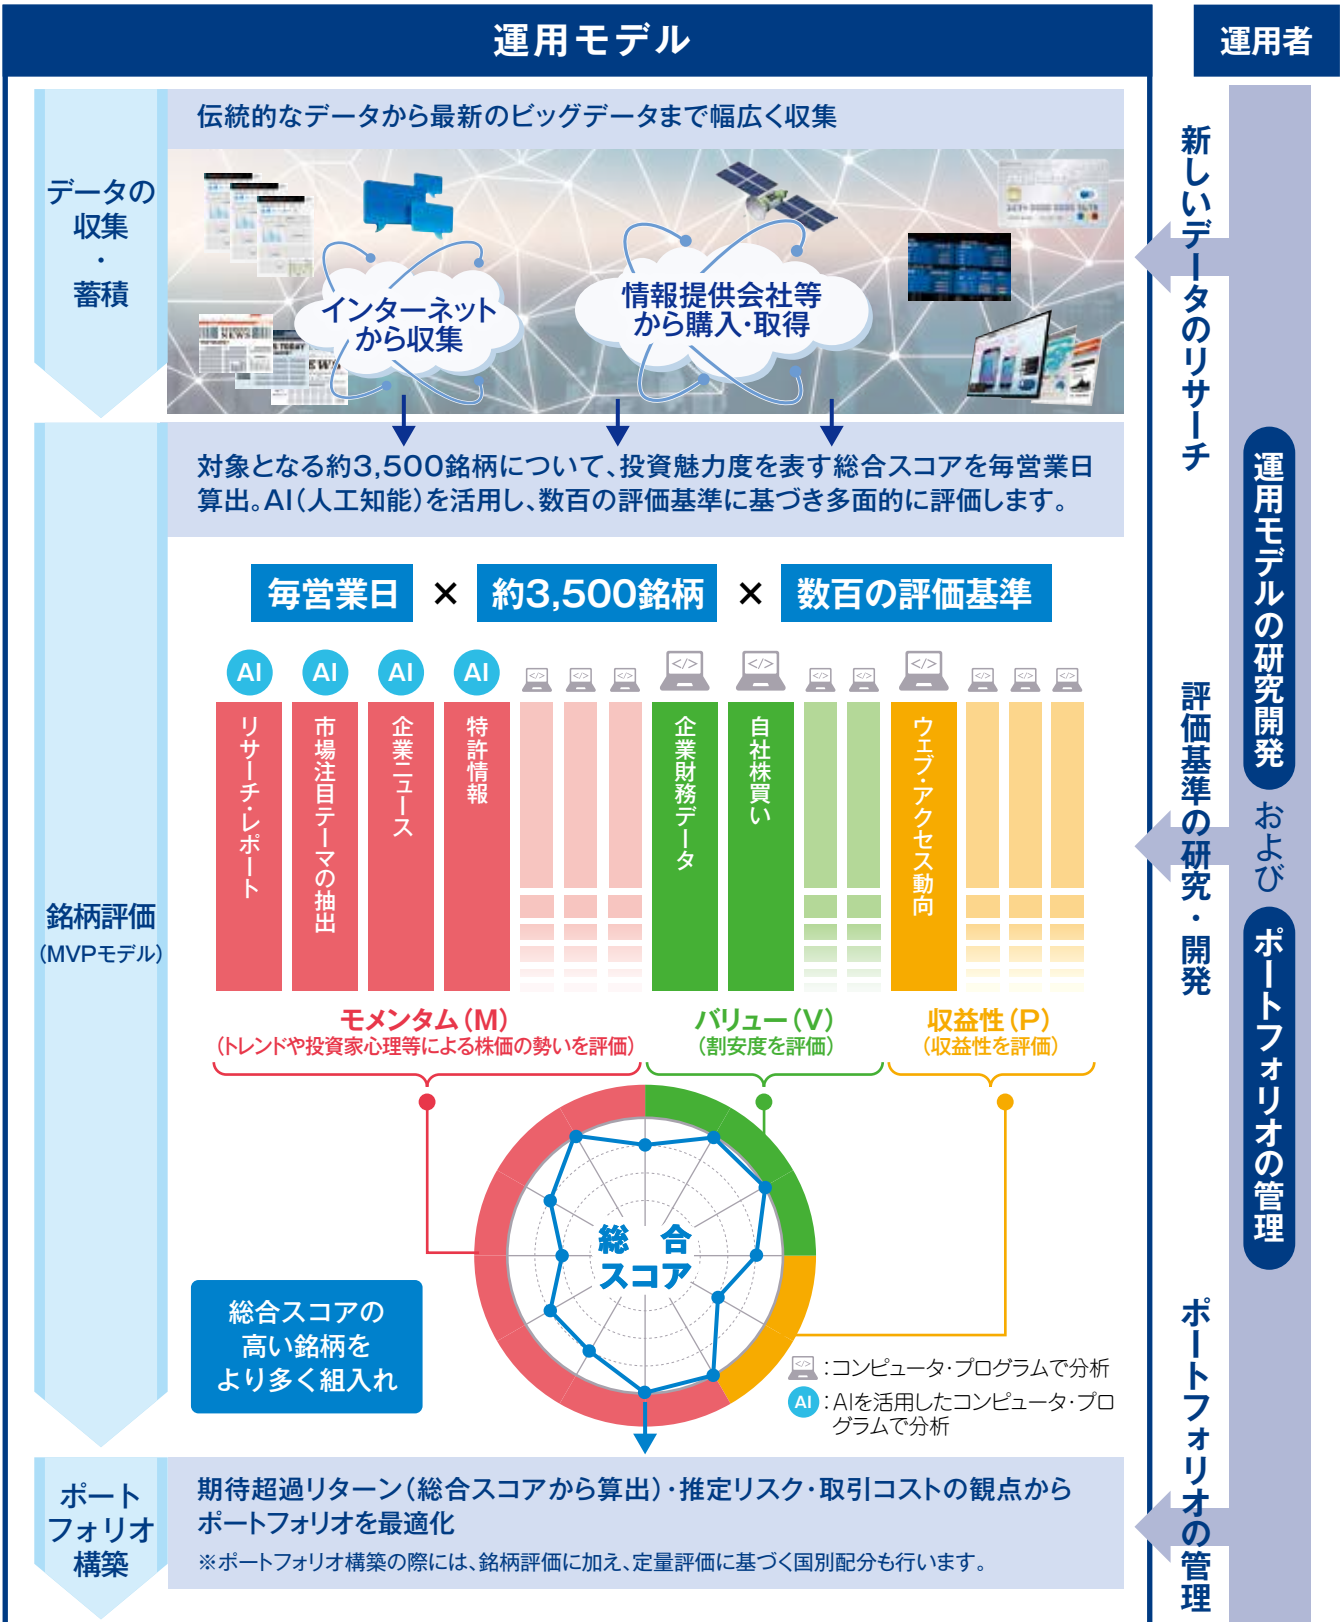 運用モデル
運用者
データの
収集
・
蓄積
伝統的なデータから最新のビッグデータまで幅広く収集
インターネット
から収集
情報提供会社等
から購入・取得
NEWS
新しいデータのリサーチ
銘柄評価
(MVPモデル)
対象となる約3,500銘柄について、投資魅力度を表す総合スコアを毎営業日
算出。AI(人工知能)を活用し、数百の評価基準に基づき多面的に評価します。
毎営業日 × 約3,500銘柄 × 数百の評価基準
AI
AI
AI
AI
リサーチ・レポート
市場注目テーマの抽出
企業ニュース
特許情報
企業財務データ
自社株買い
ウェブ・アクセス動向
モメンタム(M)
(トレンドや投資家心理等による株価の勢いを評価)
バリュー(V)
(割安度を評価)
収益性(P)
(収益性を評価)
総 合
スコア
総合スコアの
高い銘柄を
より多く組入れ
:コンピュータ・プログラムで分析
AI:AIを活用したコンピュータ・プロ
グラムで分析
評価基準の研究・開発
運用モデルの研究開発
および
ポートフォリオの管理
ポート
フォリオ
構築
期待超過リターン(総合スコアから算出)・推定リスク・取引コストの観点から
ポートフォリオを最適化
※ポートフォリオ構築の際には、銘柄評価に加え、定量評価に基づく国別配分も行います。
ポートフォリオの管理